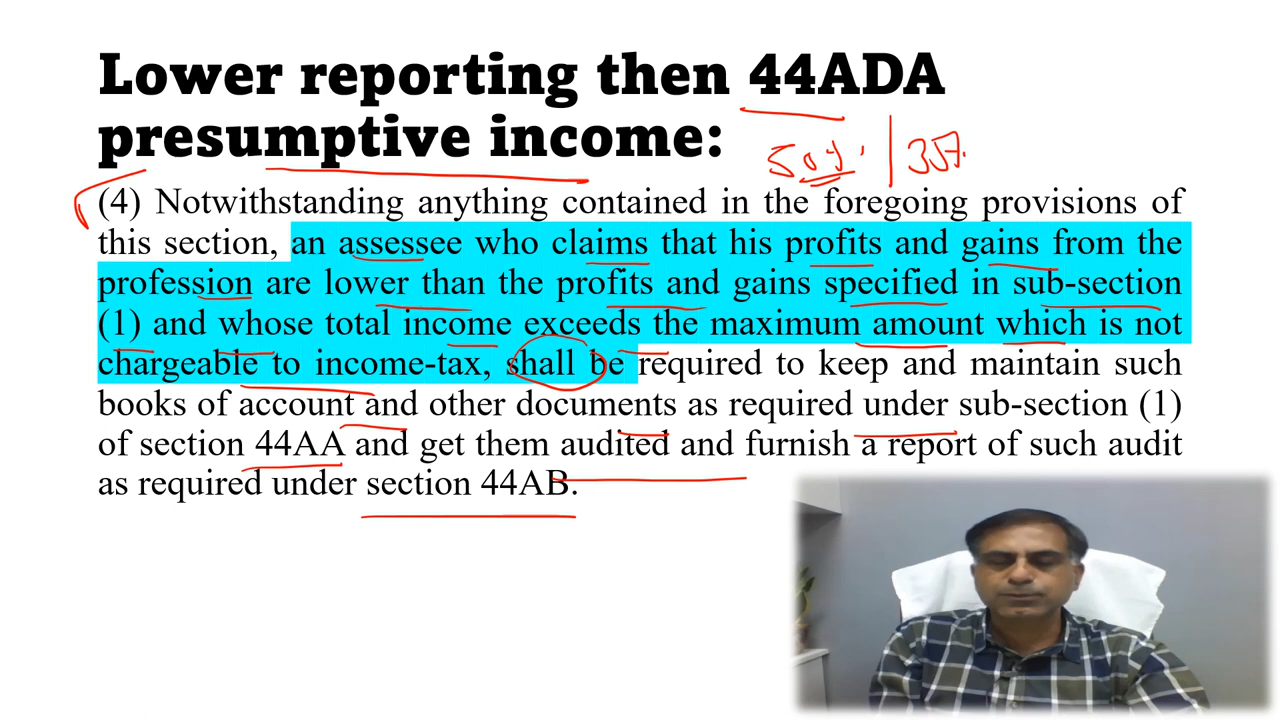 Lower reporting then 44ADA
presumptive income:
50% | 35%
(4) Notwithstanding anything contained in the foregoing provisions of
this section, an assessee who claims that his profits and gains from the
profession are lower than the profits and gains specified in sub-section
(1) and whose total income exceeds the maximum amount which is not
chargeable to income-tax, shall be required to keep and maintain such
books of account and other documents as required under sub-section (1)
of section 44AA and get them audited and furnish a report of such audit
as required under section 44AB.